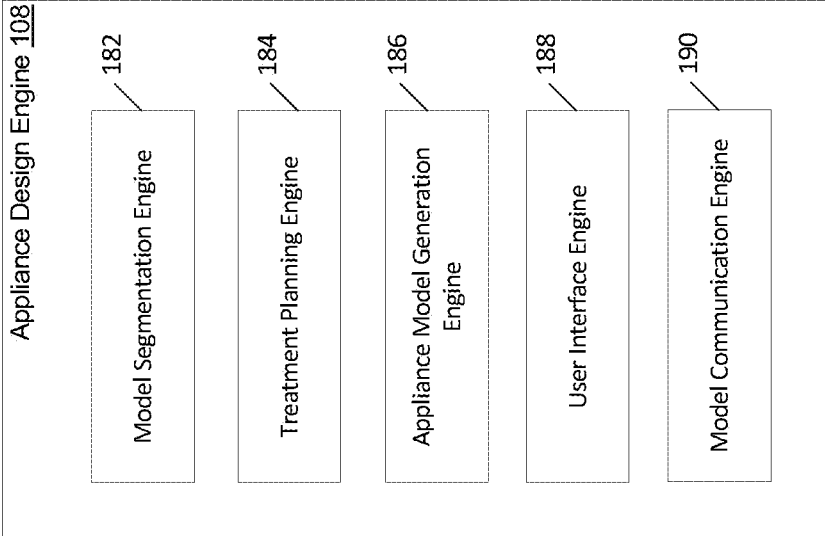 Appliance Design Engine 108
182
Model Segmentation Engine
184
Treatment Planning Engine
186
Appliance Model Generation
Engine
188
User Interface Engine
190
Model Communication Engine